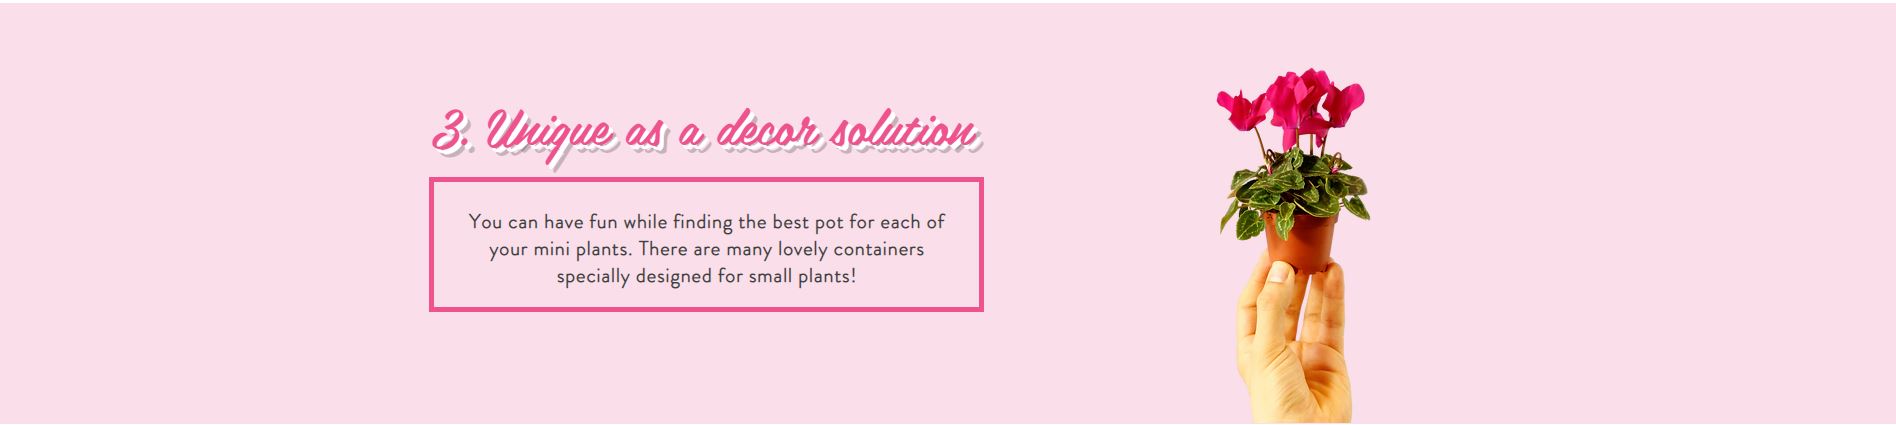 3. Unique as a decor solution
You can have fun while finding the best pot for each of
your mini plants. There are many lovely containers
specially designed for small plants!